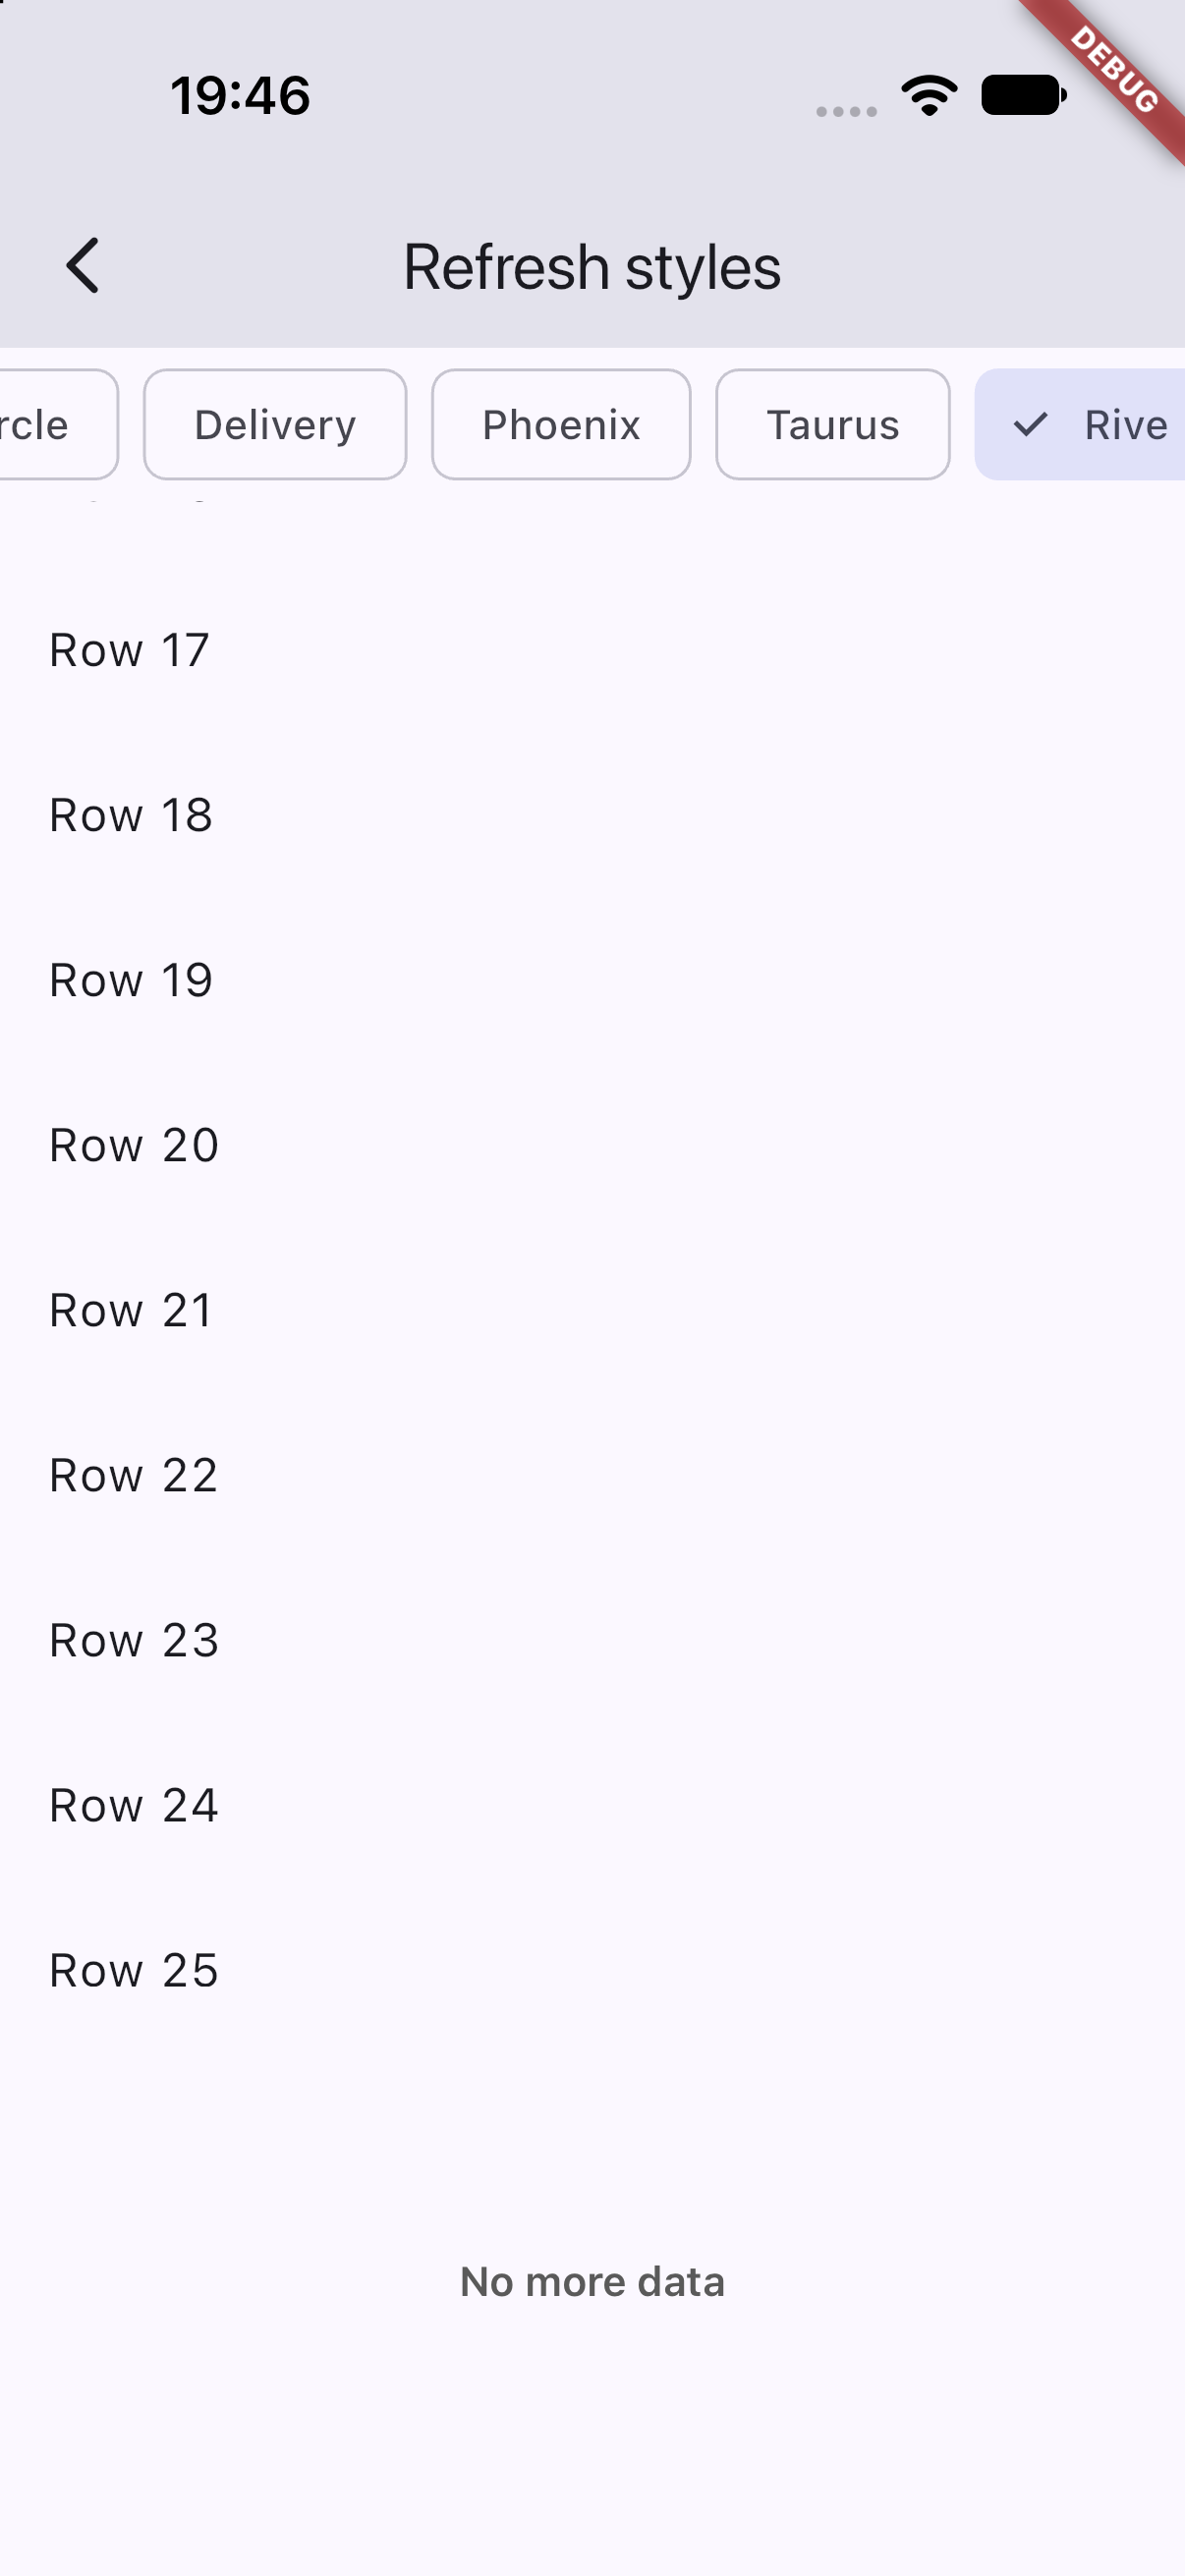 19:46
DEBUG
Refresh styles
Delivery
Phoenix
Taurus
Rive
Row 17
Row 18
Row 19
Row 20
Row 21
Row 22
Row 23
Row 24
Row 25
No more data